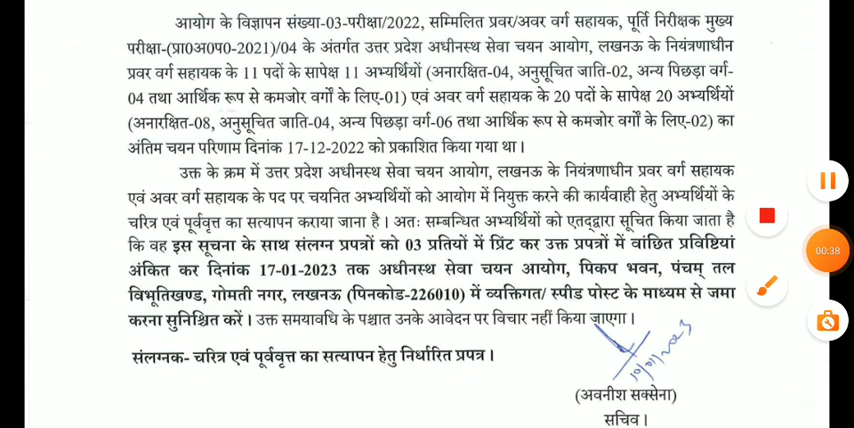 आयोग के विज्ञापन संख्या-03-परीक्षा/2022, सम्मिलित प्रवर/अवर वर्ग सहायक, पूर्ति निरीक्षक मुख्य
परीक्षा-(प्रा0अ0प0-2021)/04 के अंतर्गत उत्तर प्रदेश अधीनस्थ सेवा चयन आयोग, लखनऊ के नियंत्रणाधीन
प्रवर वर्ग सहायक के 11 पदों के सापेक्ष 11 अभ्यर्थियों (अनारक्षित-04, अनुसूचित जाति-02, अन्य पिछड़ा वर्ग-
04 तथा आर्थिक रूप से कमजोर वर्गों के लिए-01) एवं अवर वर्ग सहायक के 20 पदों के सापेक्ष 20 अभ्यर्थियों
(अनारक्षित-08, अनुसूचित जाति-04, अन्य पिछड़ा वर्ग-06 तथा आर्थिक रूप से कमजोर वर्गों के लिए-02) का
अंतिम चयन परिणाम दिनांक 17-12-2022 को प्रकाशित किया गया था।
उक्त के क्रम में उत्तर प्रदेश अधीनस्थ सेवा चयन आयोग, लखनऊ के नियंत्रणाधीन प्रवर वर्ग सहायक
एवं अवर वर्ग सहायक के पद पर चयनित अभ्यर्थियों को आयोग में नियुक्त करने की कार्यवाही हेतु अभ्यर्थियों के
चरित्र एवं पूर्ववृत्त का सत्यापन कराया जाना है। अतः सम्बन्धित अभ्यर्थियों को एतद्द्वारा सूचित किया जाता है
कि वह इस सूचना के साथ संलग्न प्रपत्रों को 03 प्रतियों में प्रिंट कर उक्त प्रपत्रों में वांछित प्रविष्टियां
अंकित कर दिनांक 17-01-2023 तक अधीनस्थ सेवा चयन आयोग, पिकप भवन, पंचम् तल
विभूतिखण्ड, गोमती नगर, लखनऊ (पिनकोड-226010) में व्यक्तिगत/ स्पीड पोस्ट के माध्यम से जमा
करना सुनिश्चित करें। उक्त समयावधि के पश्चात उनके आवेदन पर विचार नहीं किया जाएगा।
संलग्नक- चरित्र एवं पूर्ववृत्त का सत्यापन हेतु निर्धारित प्रपत्र।
(अवनीश सक्सेना)
सचिव।
00:38